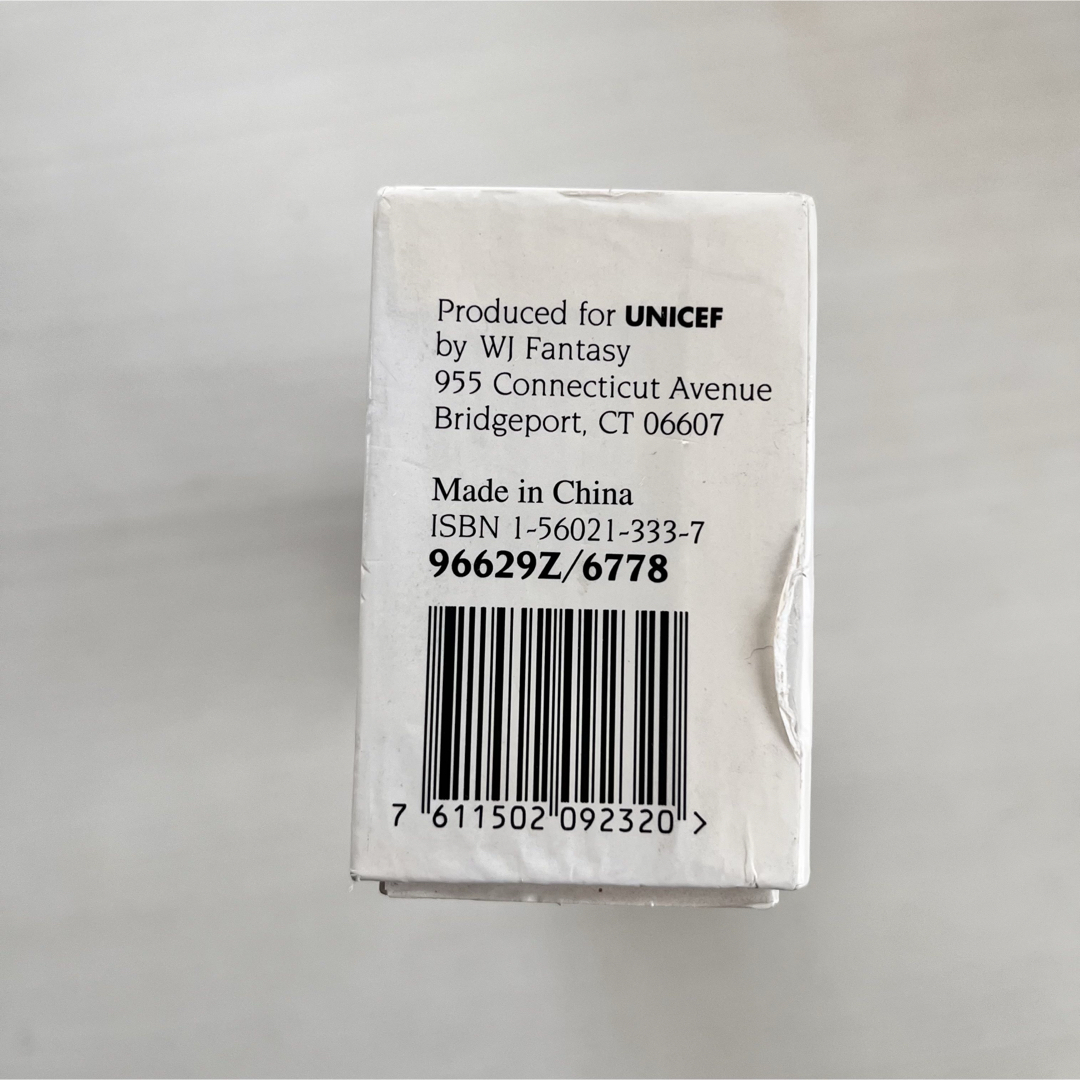 Produced for UNICEF
by WJ Fantasy
955 Connecticut Avenue
Bridgeport, CT 06607
Made in China
ISBN 1-56021-333-7
96629Z/6778
7 611502 092320 >